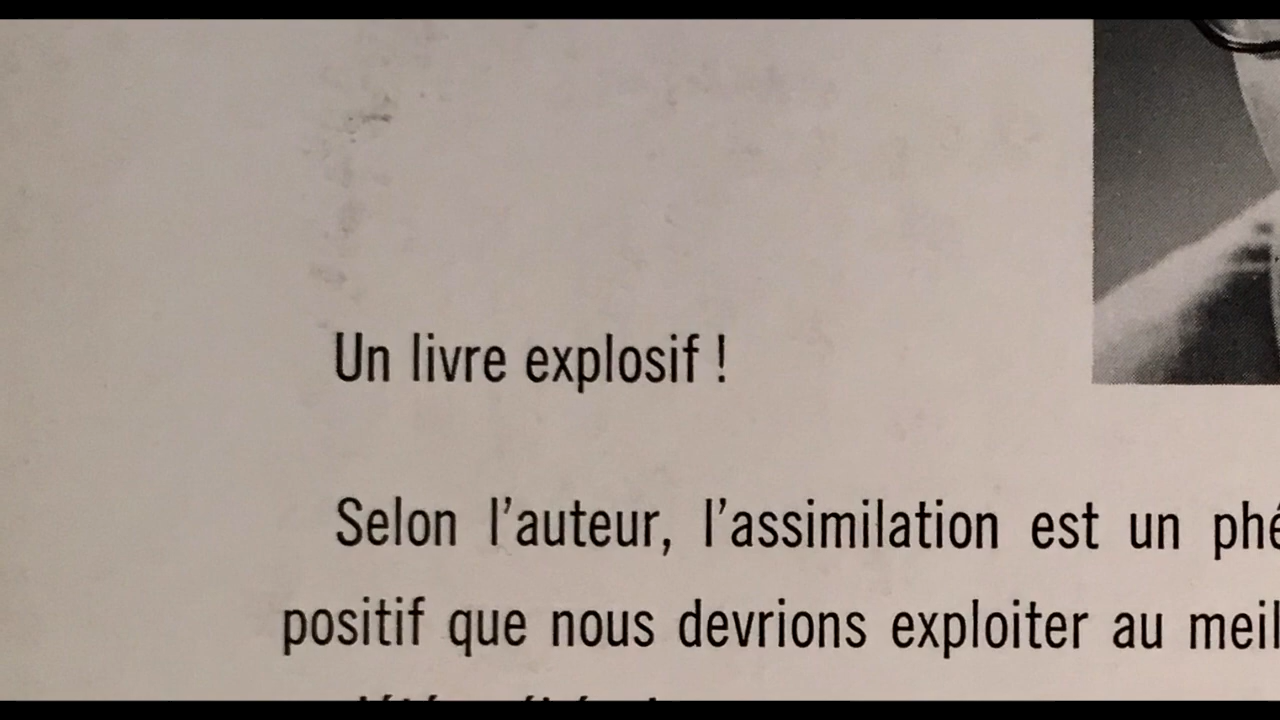 Un livre explosif !
Selon l'auteur, l'assimilation est un phé
positif que nous devrions exploiter au meil